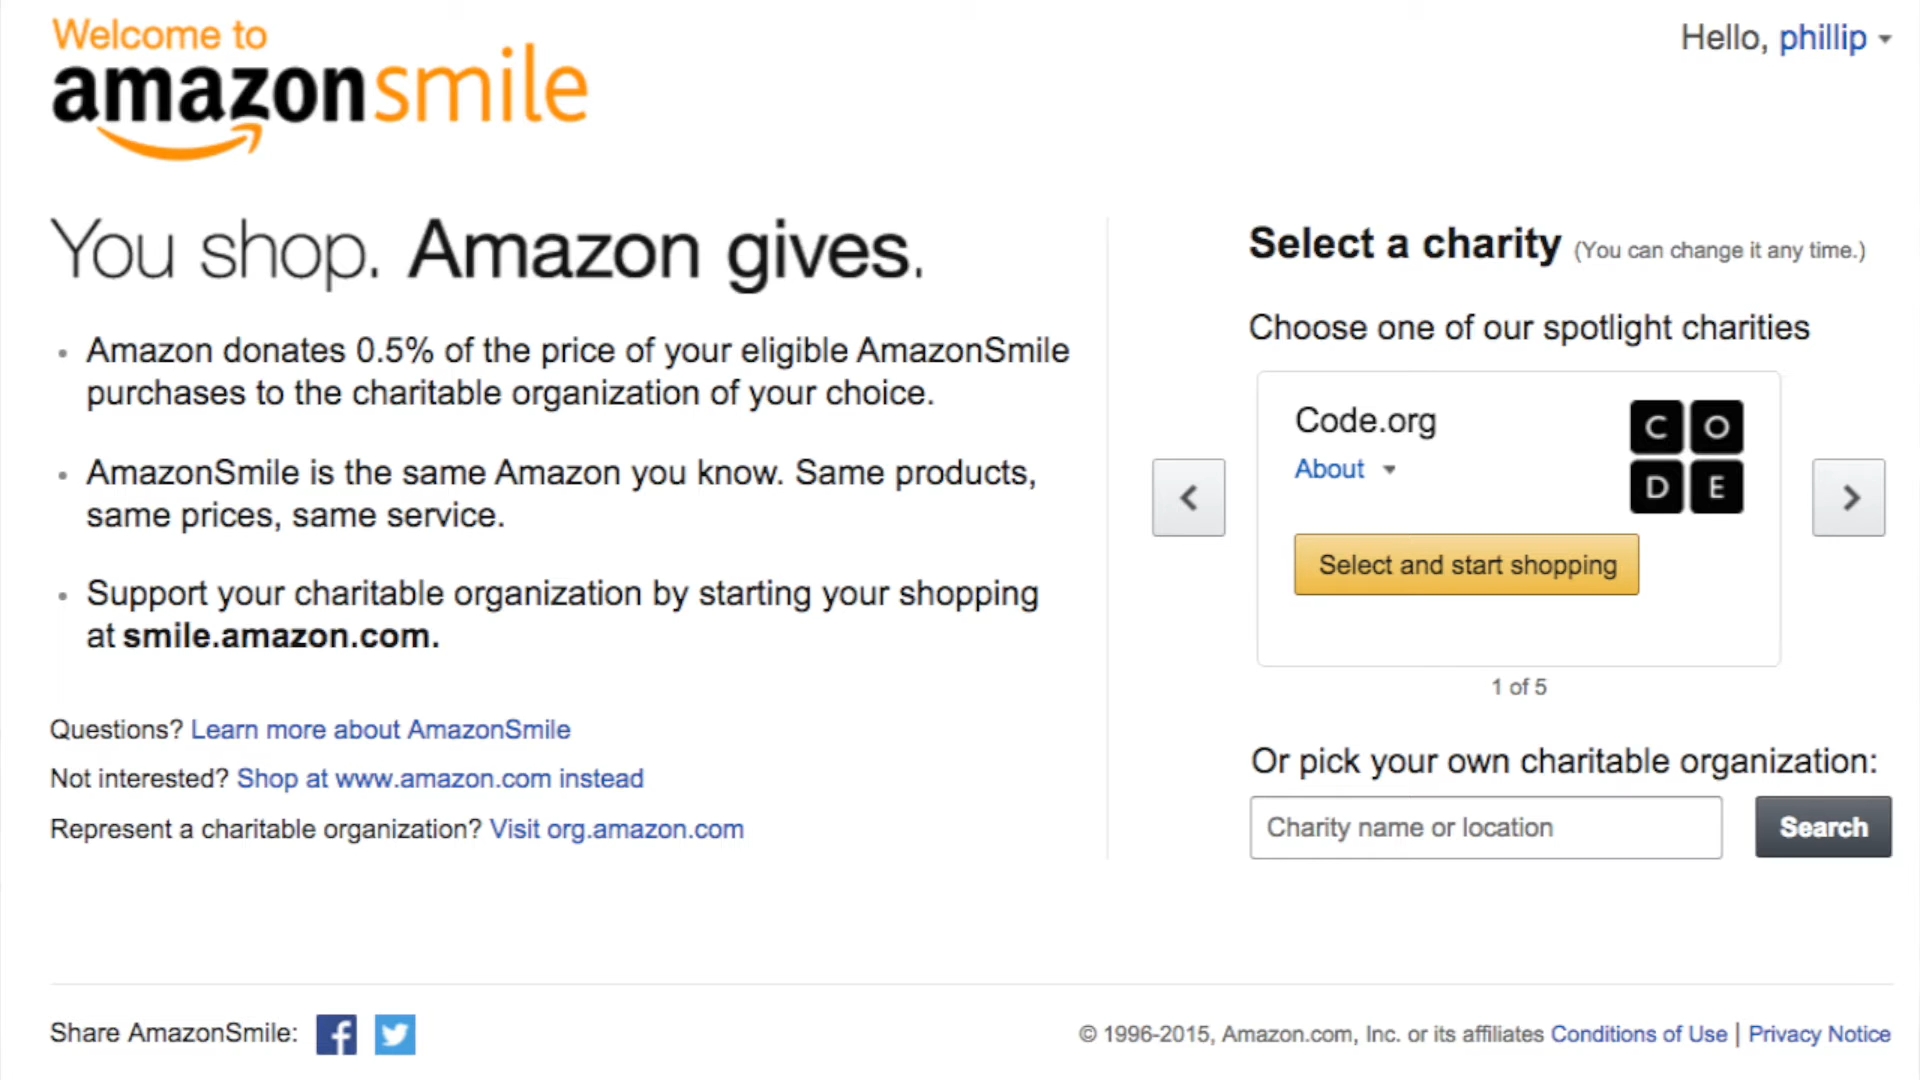 Welcome to
amazonsmile
Hello, phillip
You shop. Amazon gives.
Amazon donates 0.5% of the price of your eligible AmazonSmile
purchases to the charitable organization of your choice.
AmazonSmile is the same Amazon you know. Same products,
same prices, same service.
Support your charitable organization by starting your shopping
at smile.amazon.com.
Questions? Learn more about AmazonSmile
Not interested? Shop at www.amazon.com instead
Represent a charitable organization? Visit org.amazon.com
Select a charity (You can change it any time.)
Choose one of our spotlight charities
Code.org
About
C O
D E
Select and start shopping
1 of 5
Or pick your own charitable organization:
Charity name or location
Search
Share AmazonSmile:
© 1996-2015, Amazon.com, Inc. or its affiliates Conditions of Use | Privacy Notice